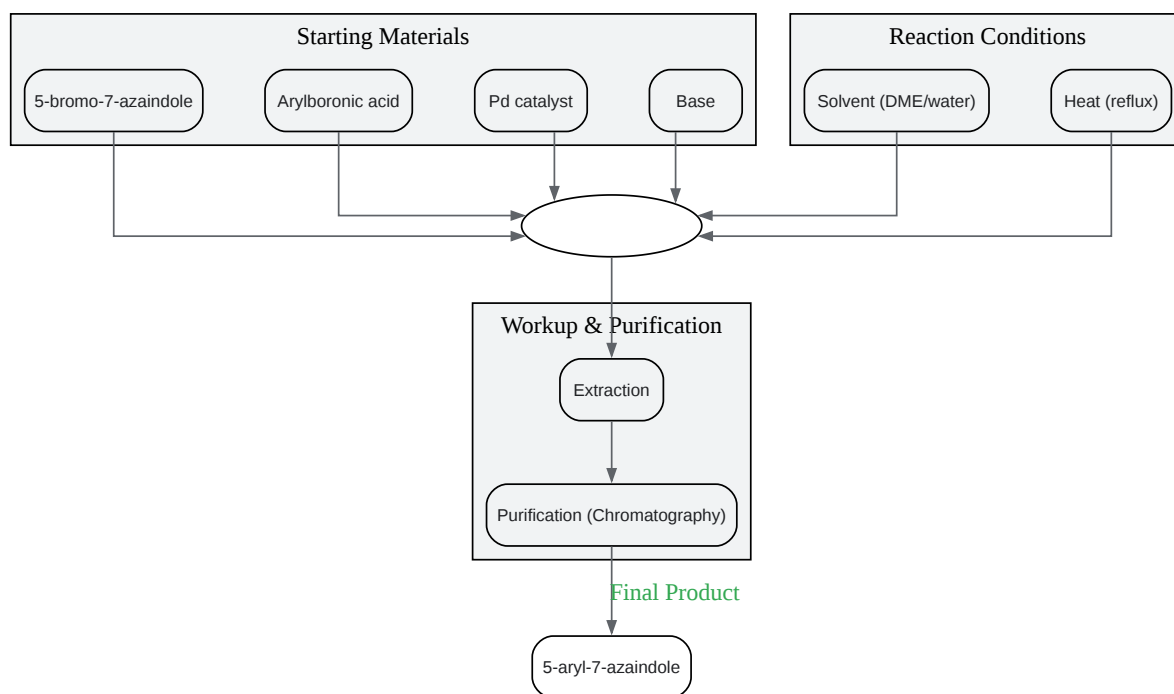 Starting Materials
Reaction Conditions
5-bromo-7-azaindole
Arylboronic acid
Pd catalyst
Base
Solvent (DME/water)
Heat (reflux)
Workup & Purification
Extraction
Purification (Chromatography)
Final Product
5-aryl-7-azaindole